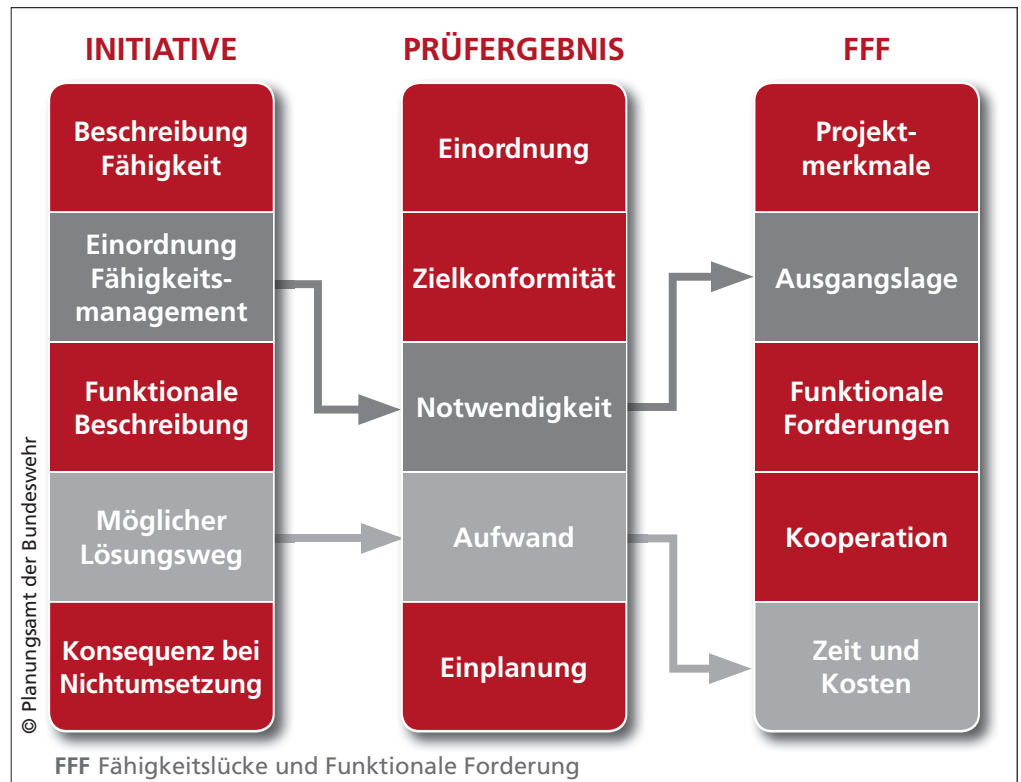 INITIATIVE
Beschreibung
Fähigkeit
Einordnung
Fähigkeits-
management
Funktionale
Beschreibung
Möglicher
Lösungsweg
Konsequenz bei
Nichtumsetzung
PRÜFERGEBNIS
Einordnung
Zielkonformität
Notwendigkeit
Aufwand
Einplanung
FFF
Projekt-
merkmale
Ausgangslage
Funktionale
Forderungen
Kooperation
Zeit und
Kosten
© Planungsamt der Bundeswehr
FFF Fähigkeitslücke und Funktionale Forderung